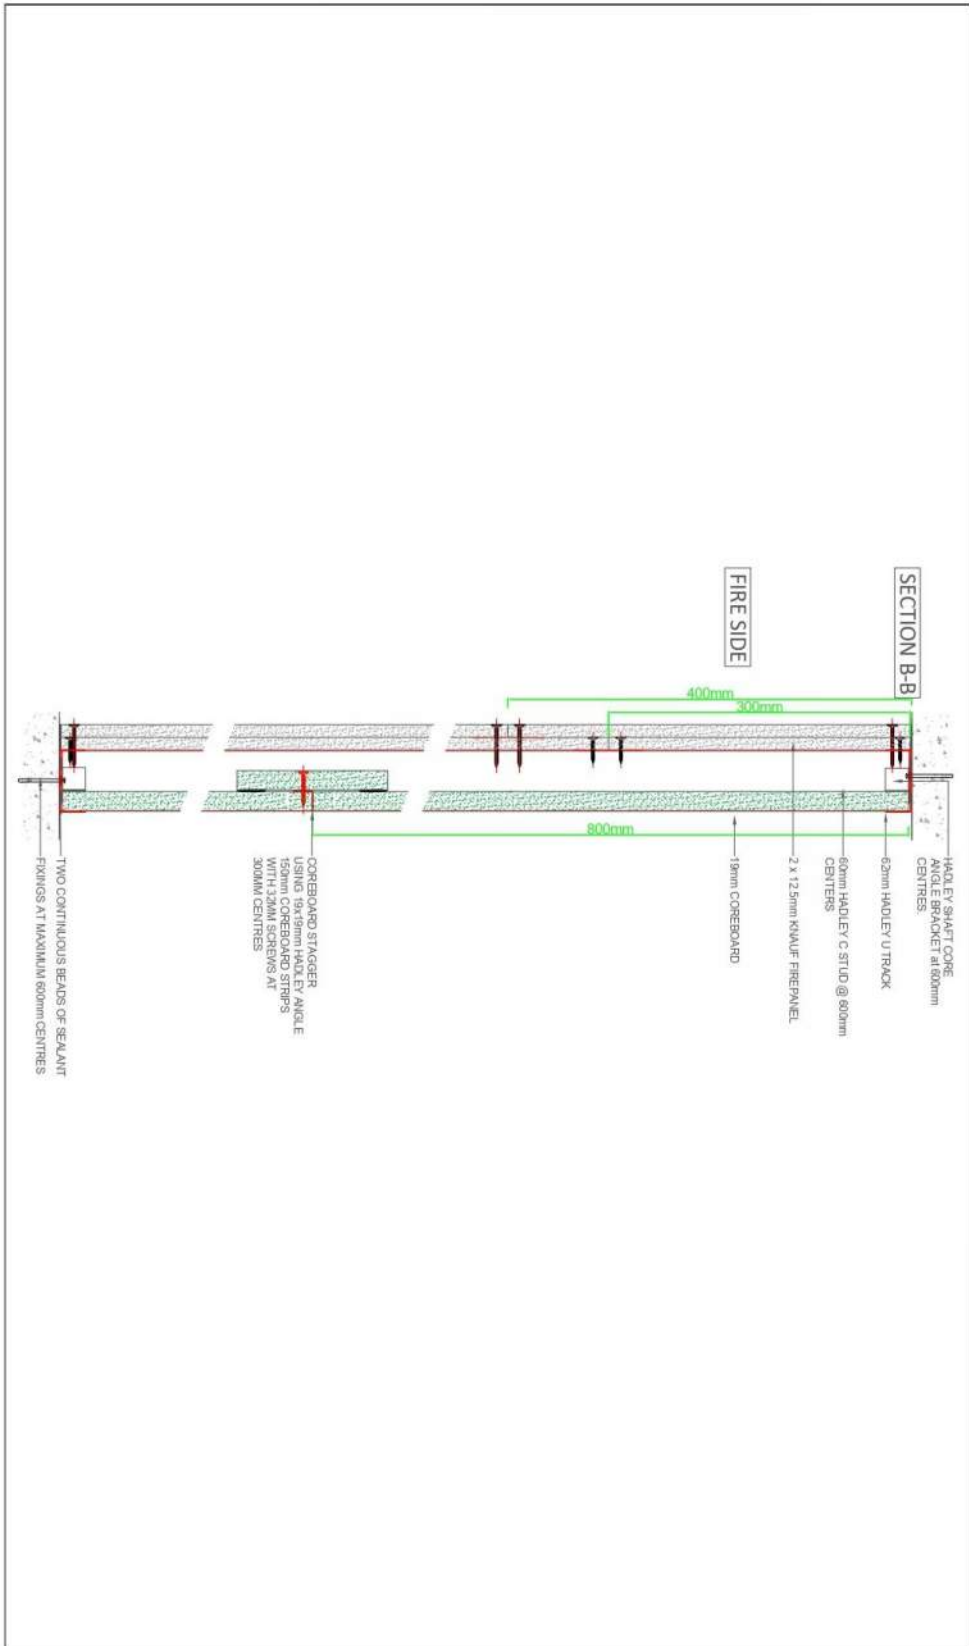 SECTION B-B
FIRE SIDE
400mm
300mm
800mm
HADLEY SHAFT CORE
ANGLE BRACKET at 600mm
CENTRES.
62mm HADLEY U TRACK
60mm HADLEY C STUD @ 600mm
CENTERS
2 x 12.5mm KNAUF FIREPANEL
19mm COREBOARD
COREBOARD STAGGER
USING 19x19mm HADLEY ANGLE
150mm COREBOARD STRIPS
WITH 32MM SCREWS AT
300MM CENTRES
TWO CONTINUOUS BEADS OF SEALANT
FIXINGS AT MAXIMUM 600mm CENTRES